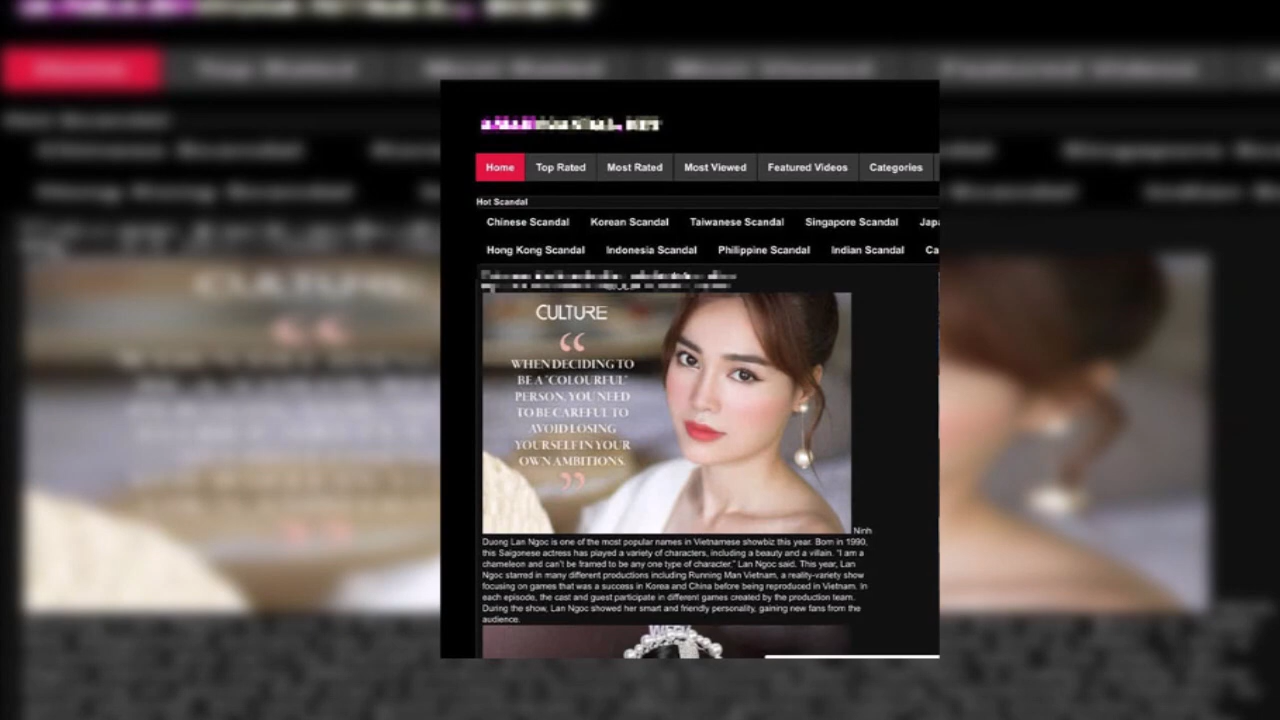 Home Top Rated Most Rated Most Viewed Featured Videos Categories
Hot Scandal
Chinese Scandal Korean Scandal Taiwanese Scandal Singapore Scandal Japa
Hong Kong Scandal Indonesia Scandal Philippine Scandal Indian Scandal Ca
CULTURE
“
WHEN DECIDING TO
BE A "COLOURFUL"
PERSON, YOU NEED
TO BE CAREFUL TO
AVOID LOSING
YOURSELF IN YOUR
OWN AMBITIONS.
”
Ninh
Duong Lan Ngoc is one of the most popular names in Vietnamese showbiz this year. Born in 1990,
this Saigonese actress has played a variety of characters, including a beauty and a villain. "I am a
chameleon and can't be framed to be any one type of character," Lan Ngoc said. This year, Lan
Ngoc starred in many different productions including Running Man Vietnam, a reality-variety show
focusing on games that was a success in Korea and China before being reproduced in Vietnam. In
each episode, the cast and guest participate in different games created by the production team.
During the show, Lan Ngoc showed her smart and friendly personality, gaining new fans from the
audience.